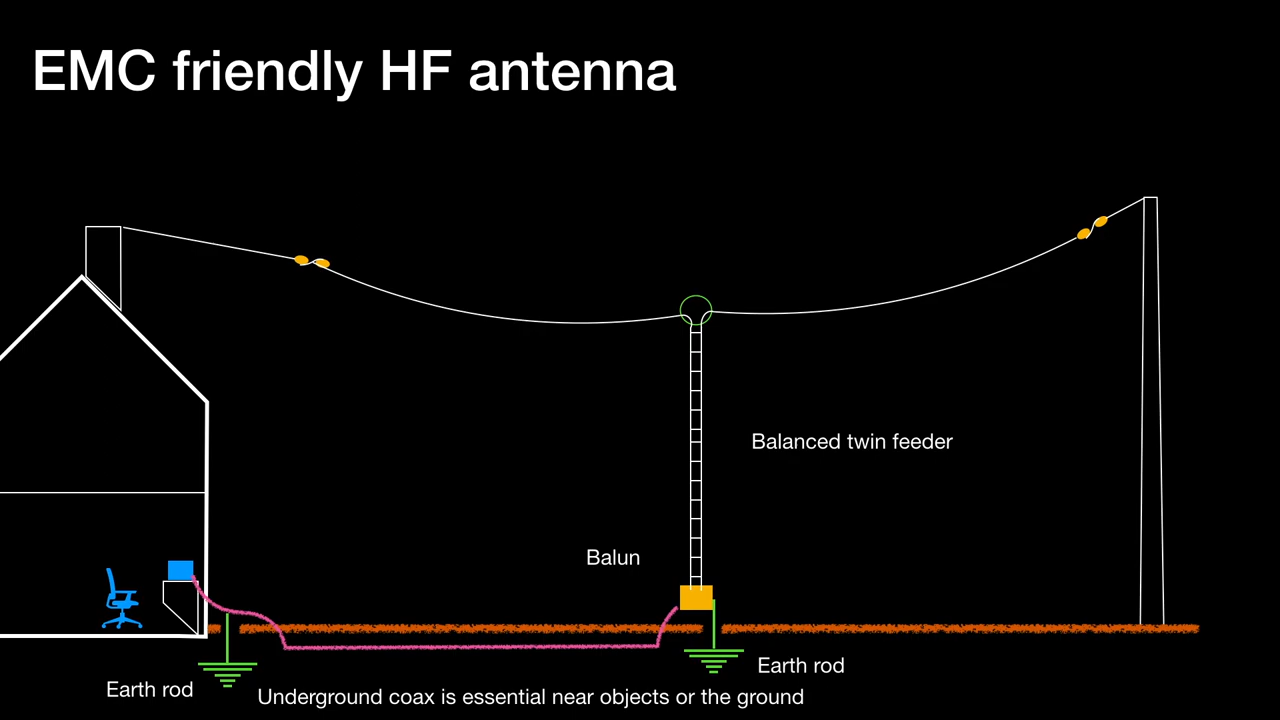 EMC friendly HF antenna
Balanced twin feeder
Balun
Earth rod
Earth rod
Underground coax is essential near objects or the ground